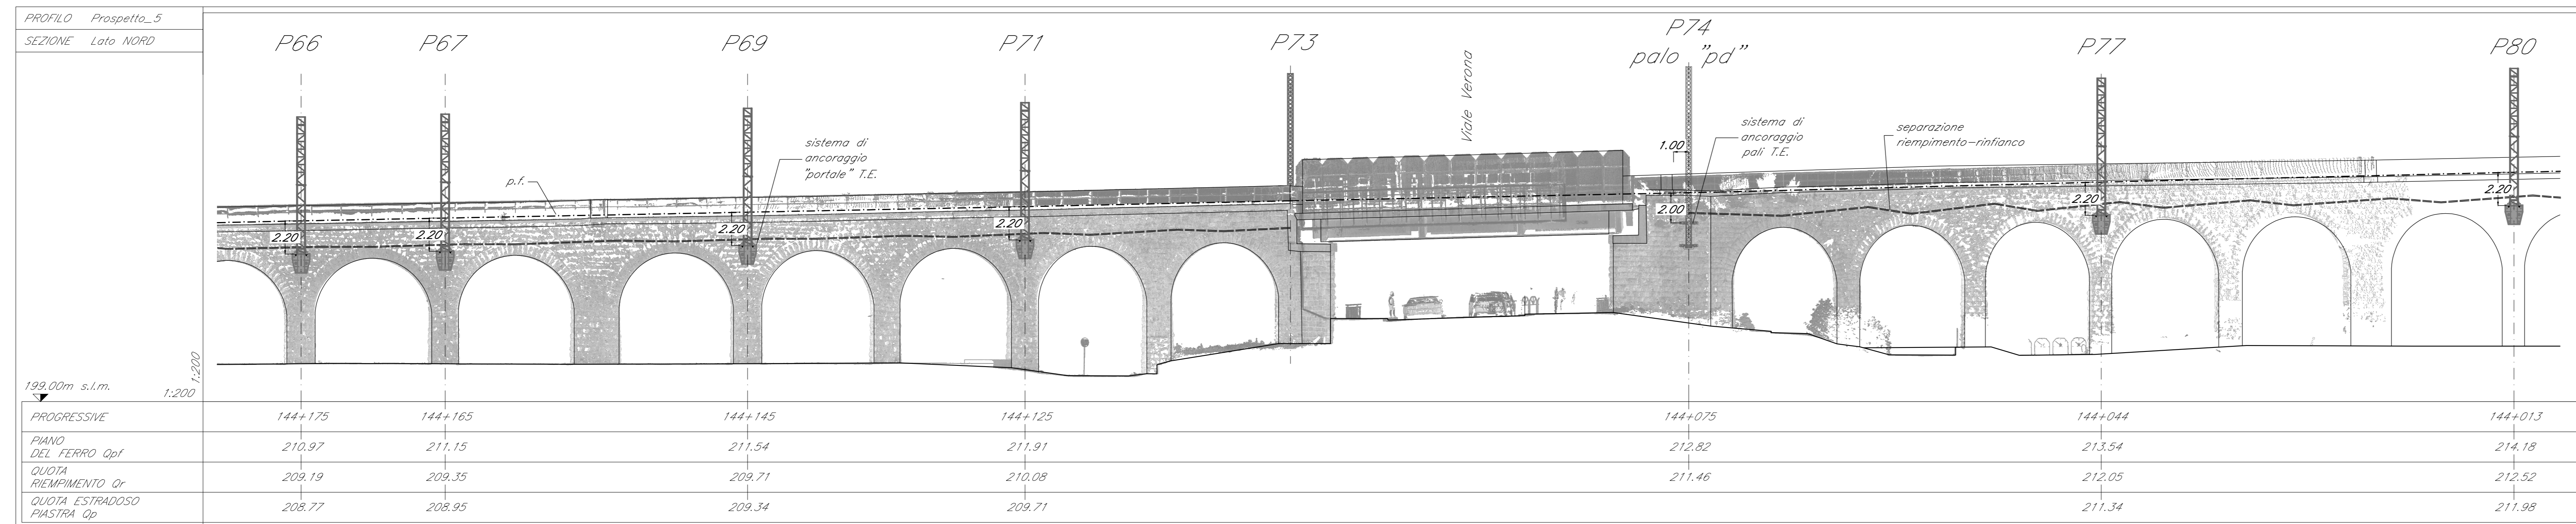 PROFILO Prospetto_5
SEZIONE Lato NORD
P66
P67
P69
P71
P73
P74
palo "pd"
P77
P80
Viale Verona
sistema di
ancoraggio
"portale" T.E.
sistema di
ancoraggio
pali T.E.
separazione
riempimento-rinfianco
p.f.
1.00
2.20
2.20
2.20
2.20
2.00
2.20
2.20
199.00m s.l.m.
1:200
1:200
PROGRESSIVE 144+175 144+165 144+145 144+125 144+075 144+044 144+013
PIANO
DEL FERRO Qpf 210.97 211.15 211.54 211.91 212.82 213.54 214.18
QUOTA
RIEMPIMENTO Qr 209.19 209.35 209.71 210.08 211.46 212.05 212.52
QUOTA ESTRADOSO
PIASTRA Qp 208.77 208.95 209.34 209.71 211.34 211.98